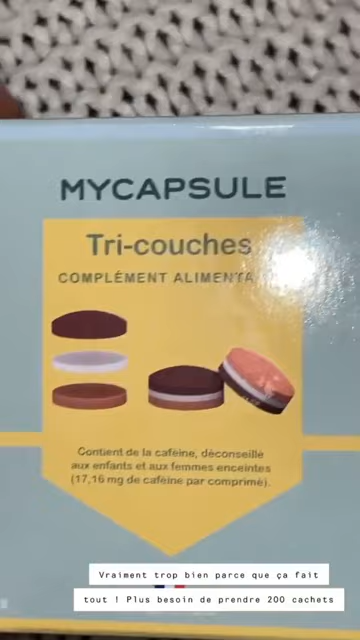 MYCAPSULE
Tri-couches
COMPLÉMENT ALIMENTA
Contient de la caféine, déconseillé
aux enfants et aux femmes enceintes
(17,16 mg de caféine par comprimé).
Vraiment trop bien parce que ça fait
tout ! Plus besoin de prendre 200 cachets